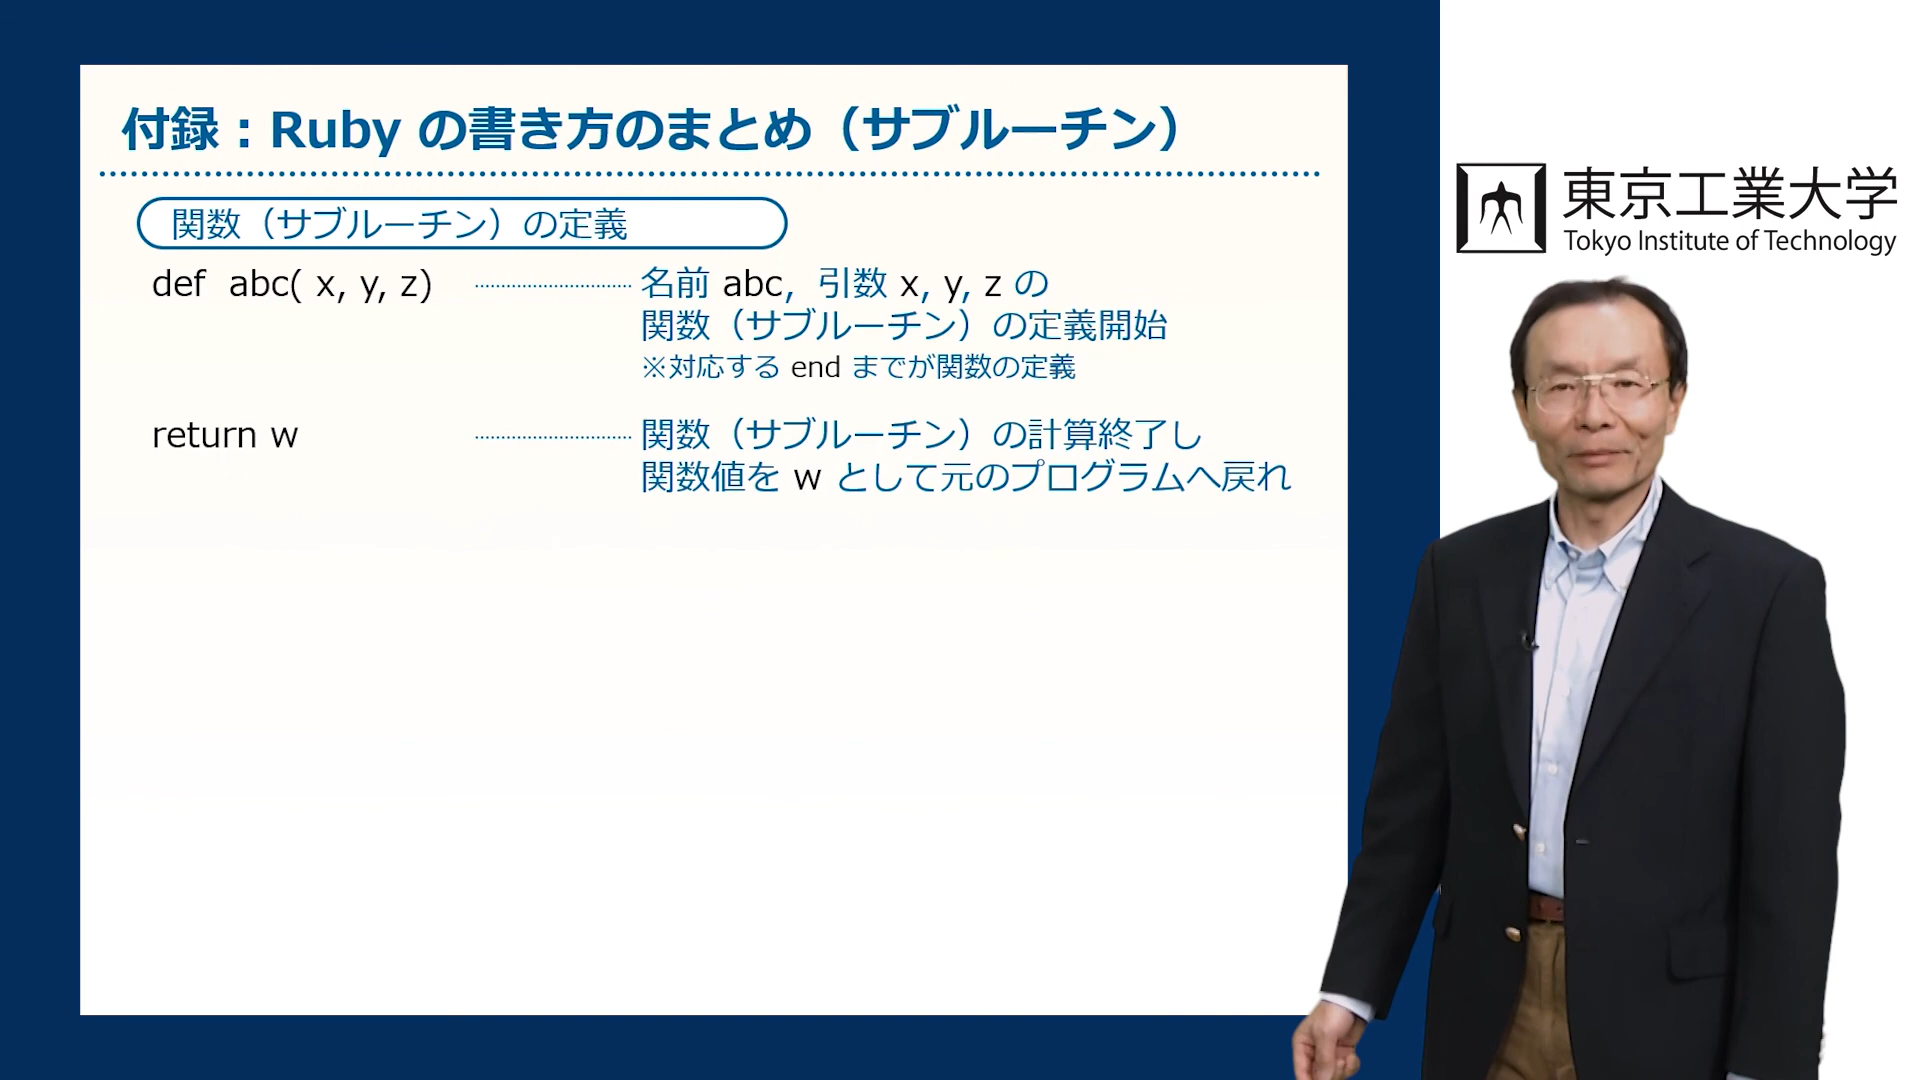 付録：Ruby の書き方のまとめ（サブルーチン）
関数（サブルーチン）の定義
def abc( x, y, z)
名前 abc, 引数 x, y, z の
関数（サブルーチン）の定義開始
※対応する end までが関数の定義
return w
関数（サブルーチン）の計算終了し
関数値を w として元のプログラムへ戻れ
東京工業大学
Tokyo Institute of Technology